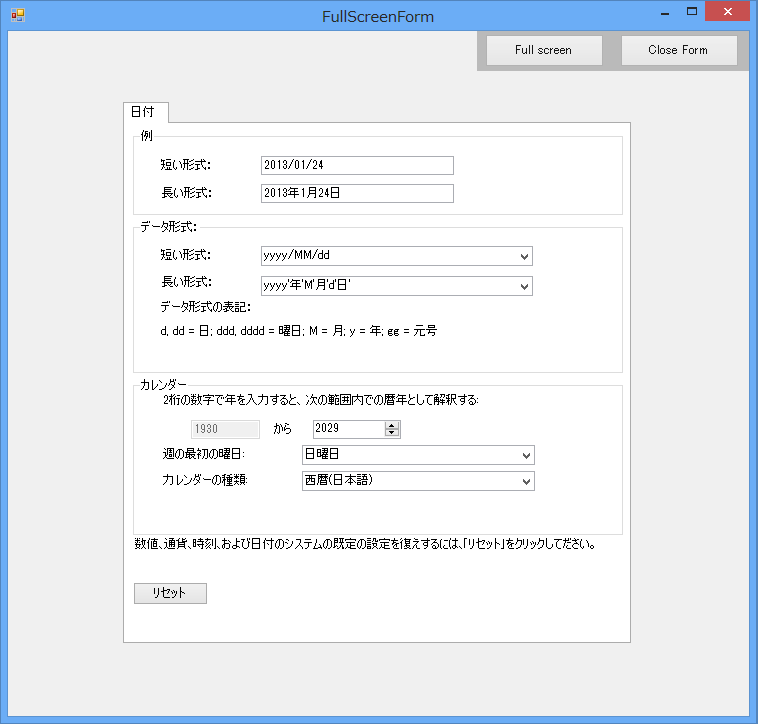 FullScreenForm
Full screen
Close Form
日付
例
短い形式:
2013/01/24
長い形式:
2013年1月24日
データ形式:
短い形式:
yyyy/MM/dd
長い形式:
yyyy'年'M'月'd'日'
データ形式の表記:
d, dd = 日; ddd, dddd = 曜日; M = 月; y = 年; gg = 元号
カレンダー
2桁の数字で年を入力すると、次の範囲内での暦年として解釈する:
1930
から
2029
週の最初の曜日:
日曜日
カレンダーの種類:
西暦(日本語)
数値、通貨、時刻、および日付のシステムの既定の設定を復えするには、「リセット」をクリックしてださい。
リセット